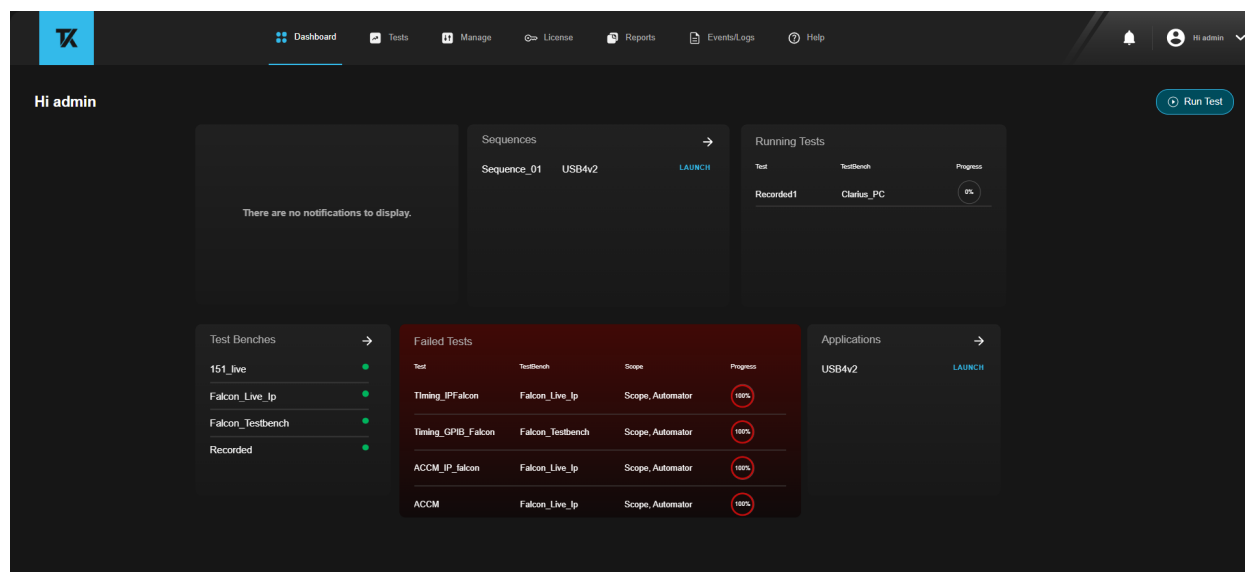 TK
Dashboard Tests Manage License Reports Events/Logs Help Hi admin
Hi admin
Run Test
There are no notifications to display.
Sequences
Sequence_01 USB4v2 LAUNCH
Running Tests
Test TestBench Progress
Recorded1 Clarius_PC 0%
Test Benches
151_live
Falcon_Live_Ip
Falcon_Testbench
Recorded
Failed Tests
Test TestBench Scope Progress
TIming_IPFalcon Falcon_Live_Ip Scope, Automator 100%
Timing_GPIB_Falcon Falcon_Testbench Scope, Automator 100%
ACCM_IP_falcon Falcon_Live_Ip Scope, Automator 100%
ACCM Falcon_Live_Ip Scope, Automator 100%
Applications
USB4v2 LAUNCH